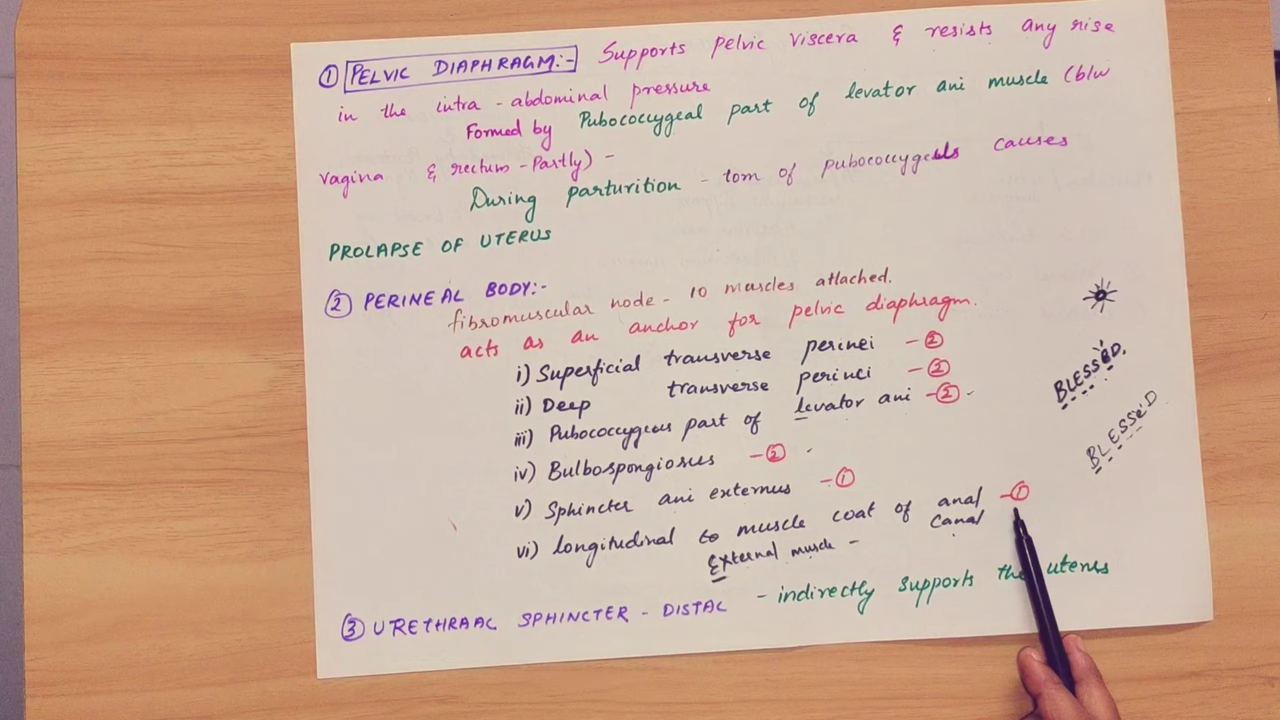 ① PELVIC DIAPHRAGM:- Supports pelvic viscera & resists any rise
in the intra-abdominal pressure
Formed by Pubococcygeal part of levator ani muscle (b/w
vagina & rectum - Partly) -
During parturition - torn of pubococcygeus causes
PROLAPSE OF UTERUS
② PERINEAL BODY:-
fibromuscular node - 10 muscles attached.
acts as an anchor for pelvic diaphragm.
i) Superficial transverse perinei - ②
ii) Deep transverse perinei - ②
iii) Pubococcygeus part of levator ani - ② -
iv) Bulbospongiosus - ②
v) Sphincter ani externus - ①
vi) longitudinal to muscle coat of anal - ①
canal
External muscle -
③ URETHRAAL SPHINCTER - DISTAL - indirectly supports the uterus
BLESSED.
BLESSe'D